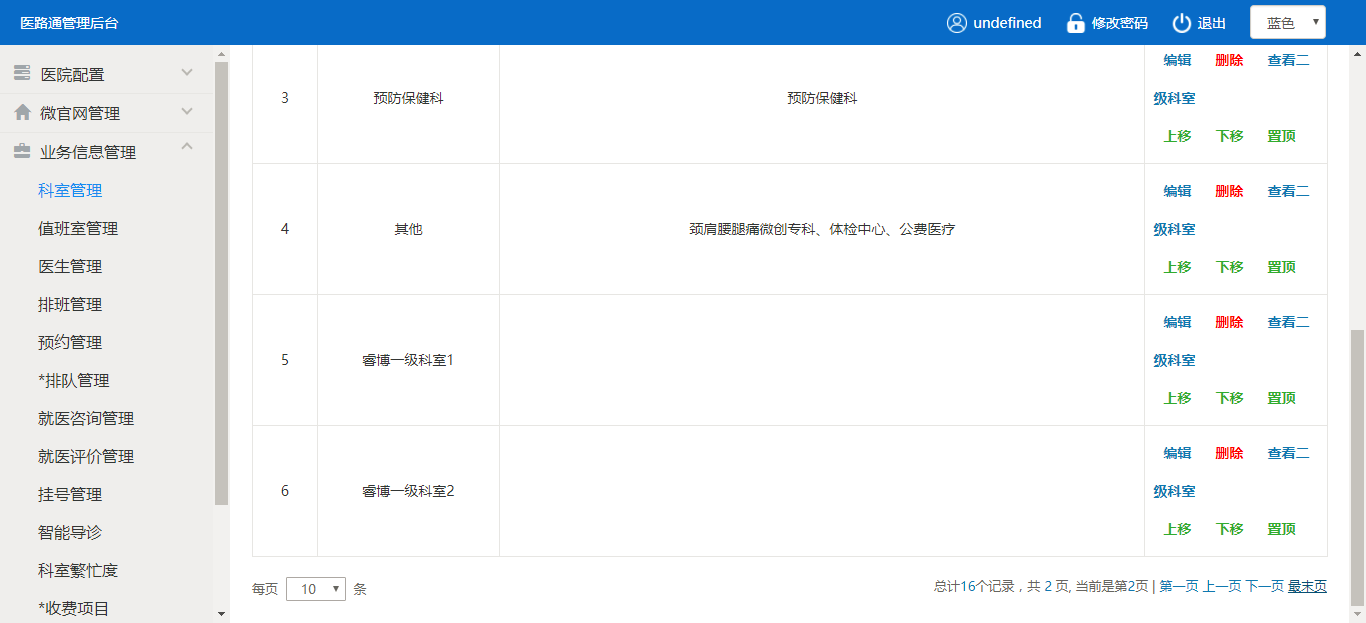 医路通管理后台 undefined 修改密码 退出 蓝色
医院配置
微官网管理
业务信息管理
科室管理
值班室管理
医生管理
排班管理
预约管理
*排队管理
就医咨询管理
就医评价管理
挂号管理
智能导诊
科室繁忙度
*收费项目
编辑 删除 查看二
3 预防保健科 预防保健科 级科室
上移 下移 置顶
编辑 删除 查看二
4 其他 颈肩腰腿痛微创专科、体检中心、公费医疗 级科室
上移 下移 置顶
编辑 删除 查看二
5 睿博一级科室1 级科室
上移 下移 置顶
编辑 删除 查看二
6 睿博一级科室2 级科室
上移 下移 置顶
每页 10 条 总计16个记录，共 2 页, 当前是第2页 | 第一页 上一页 下一页 最末页